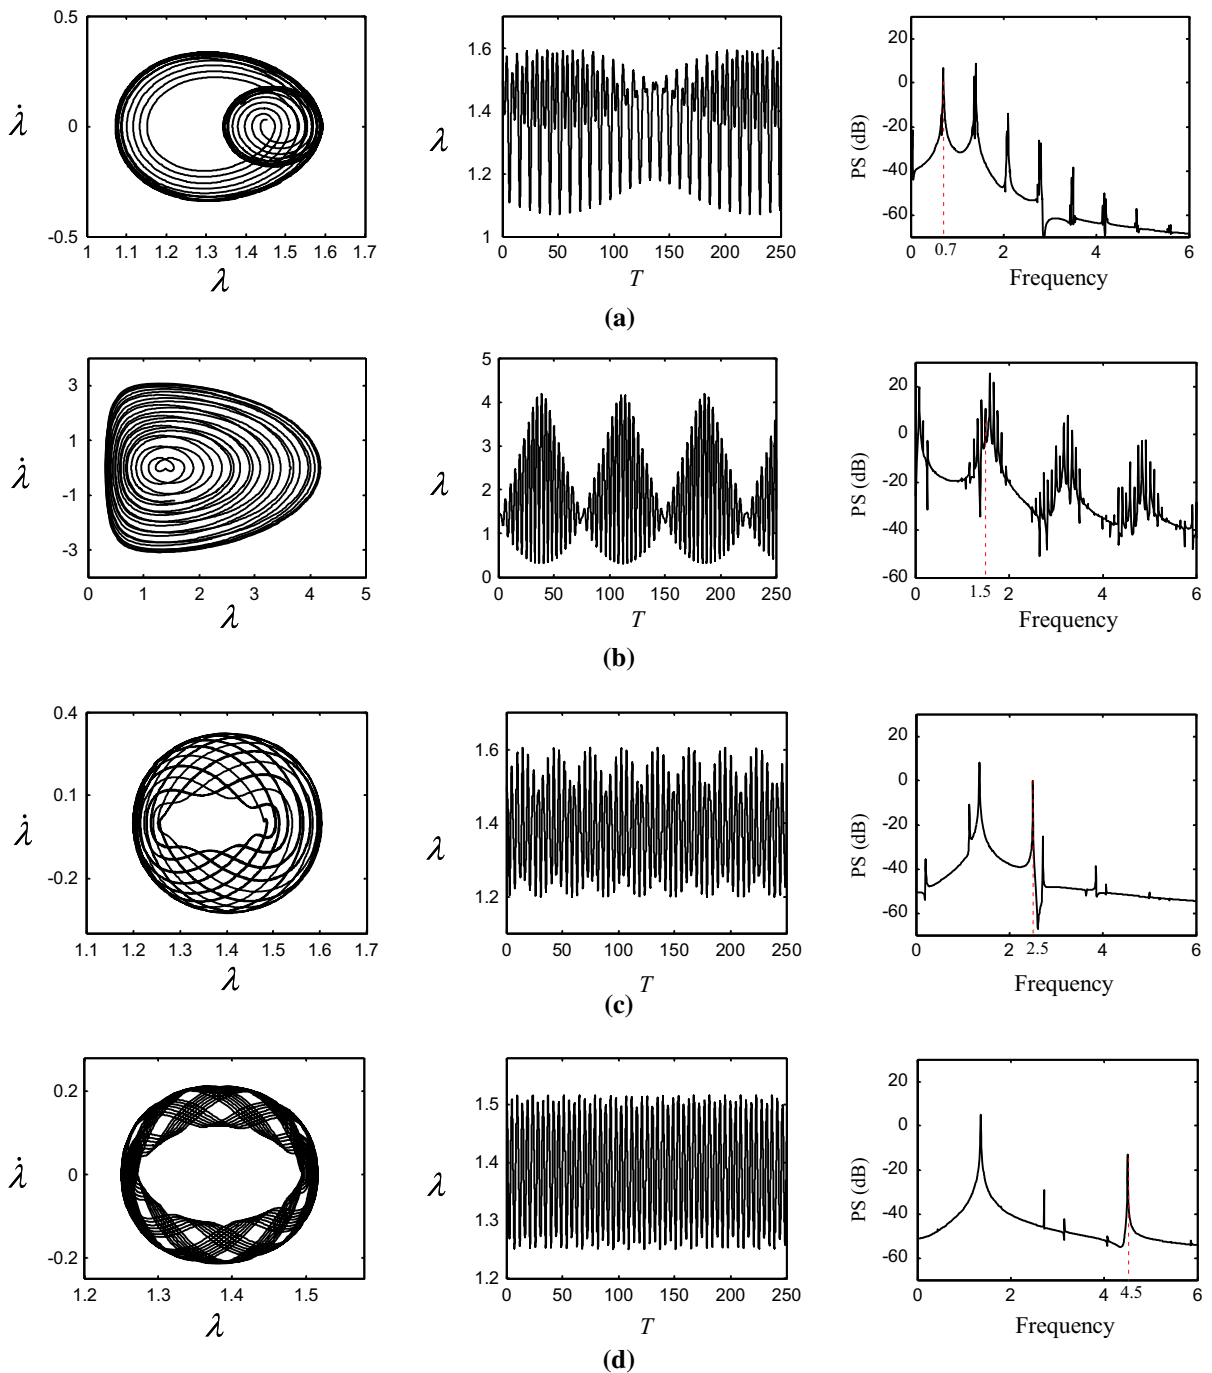 0.5
0
-0.5
λ̇
1 1.1 1.2 1.3 1.4 1.5 1.6 1.7
λ
1.6
1.4
1.2
1
λ
0 50 100 150 200 250
T
20
0
-20
-40
-60
PS (dB)
0 0.7 2 4 6
Frequency
(a)
3
1
-1
-3
λ̇
0 1 2 3 4 5
λ
5
4
3
2
1
0
λ
0 50 100 150 200 250
T
20
0
-20
-40
-60
PS (dB)
0 1.5 2 4 6
Frequency
(b)
0.4
0.1
-0.2
λ̇
1.1 1.2 1.3 1.4 1.5 1.6 1.7
λ
1.6
1.4
1.2
λ
0 50 100 150 200 250
T
20
0
-20
-40
-60
PS (dB)
0 2 2.5 4 6
Frequency
(c)
0.2
0
-0.2
λ̇
1.2 1.3 1.4 1.5
λ
1.5
1.4
1.3
1.2
λ
0 50 100 150 200 250
T
20
0
-20
-40
-60
PS (dB)
0 2 4 4.5 6
Frequency
(d)